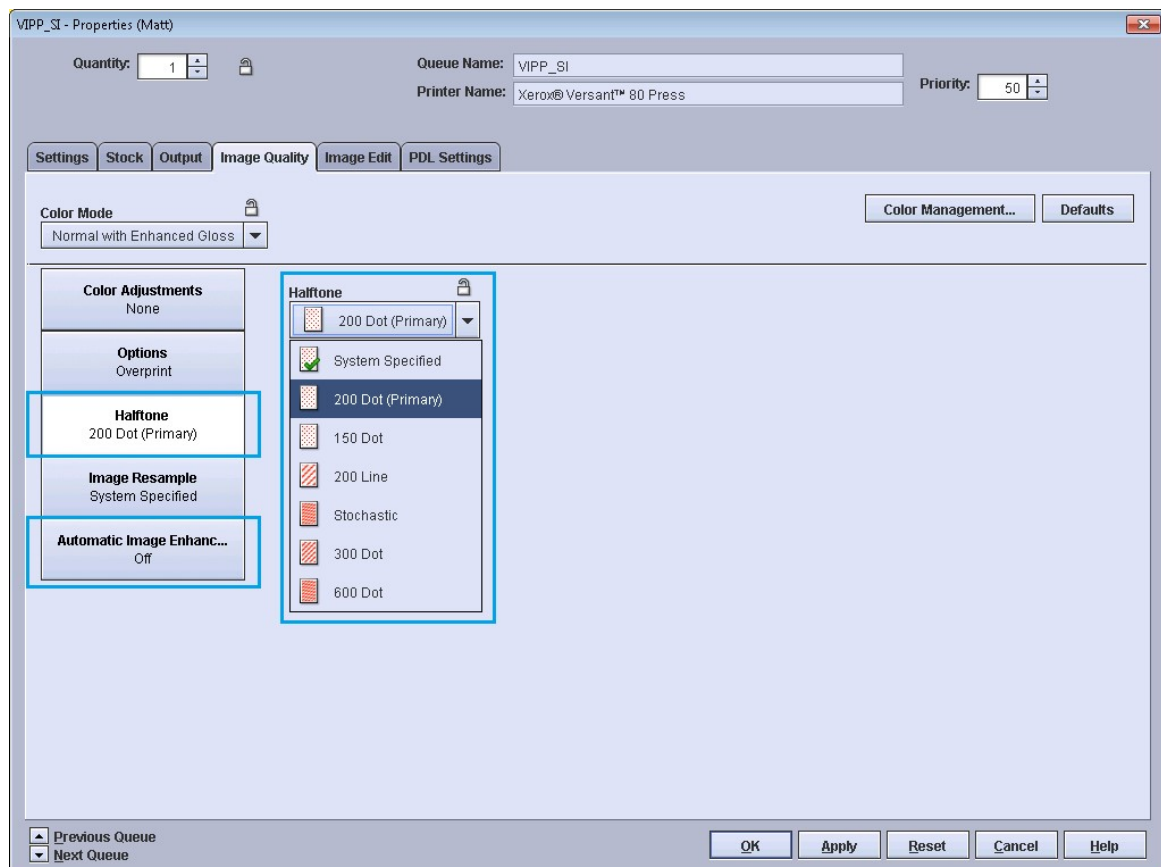 VIPP_SI - Properties (Matt)
Quantity: 1
Queue Name: VIPP_SI
Printer Name: Xerox® Versant™ 80 Press
Priority: 50
Settings Stock Output Image Quality Image Edit PDL Settings
Color Mode
Normal with Enhanced Gloss
Color Management... Defaults
Color Adjustments
None
Options
Overprint
Halftone
200 Dot (Primary)
Image Resample
System Specified
Automatic Image Enhanc...
Off
Halftone
200 Dot (Primary)
System Specified
200 Dot (Primary)
150 Dot
200 Line
Stochastic
300 Dot
600 Dot
Previous Queue
Next Queue
OK Apply Reset Cancel Help